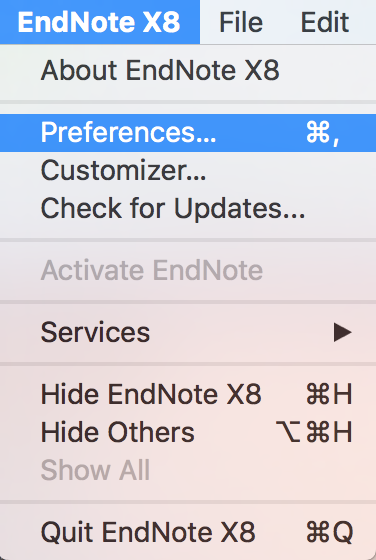 EndNote X8 File Edit
About EndNote X8
Preferences... ⌘,
Customizer...
Check for Updates...
Activate EndNote
Services ▶
Hide EndNote X8 ⌘H
Hide Others ⌥⌘H
Show All
Quit EndNote X8 ⌘Q